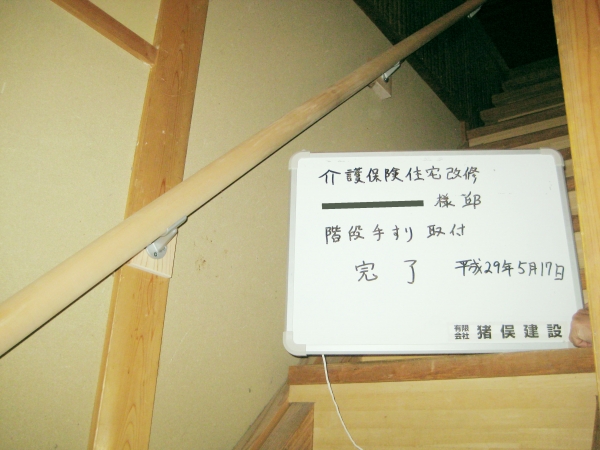 介護保険住宅改修
様邸
階段手すり取付
完了 平成29年5月17日
有限会社 猪俣建設